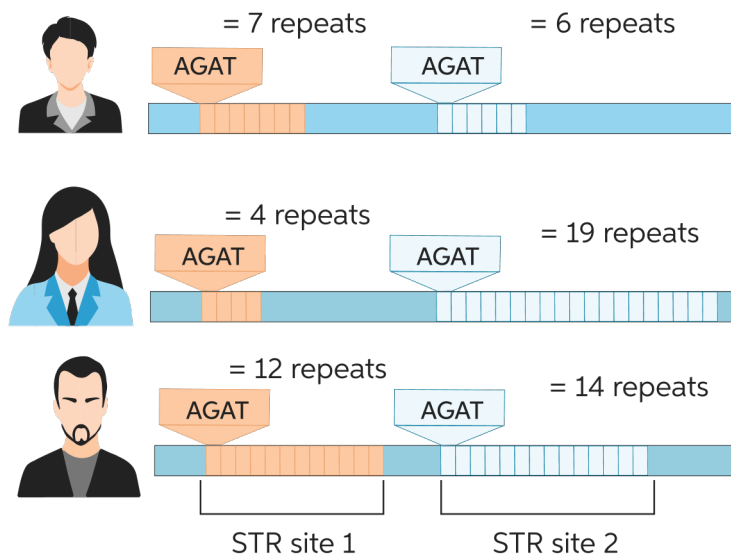 = 7 repeats
= 6 repeats
AGAT
AGAT
= 4 repeats
= 19 repeats
AGAT
AGAT
= 12 repeats
= 14 repeats
AGAT
AGAT
STR site 1
STR site 2